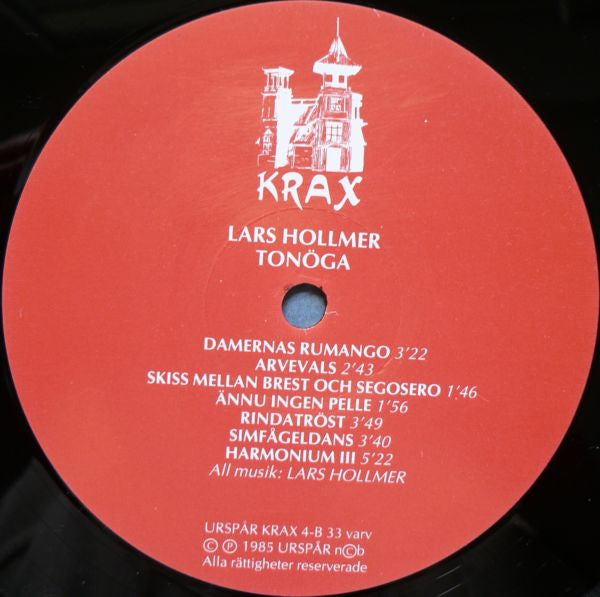 KRAX
LARS HOLLMER
TONÖGA
DAMERNAS RUMANGO 3'22
ARVEVALS 2'43
SKISS MELLAN BREST OCH SEGOSERO 1'46
ÄNNU INGEN PELLE 1'56
RINDATRÖST 3'49
SIMFÅGELDANS 3'40
HARMONIUM III 5'22
All musik: LARS HOLLMER
URSPÅR KRAX 4-B 33 varv
© ℗ 1985 URSPÅR n©b
Alla rättigheter reserverade